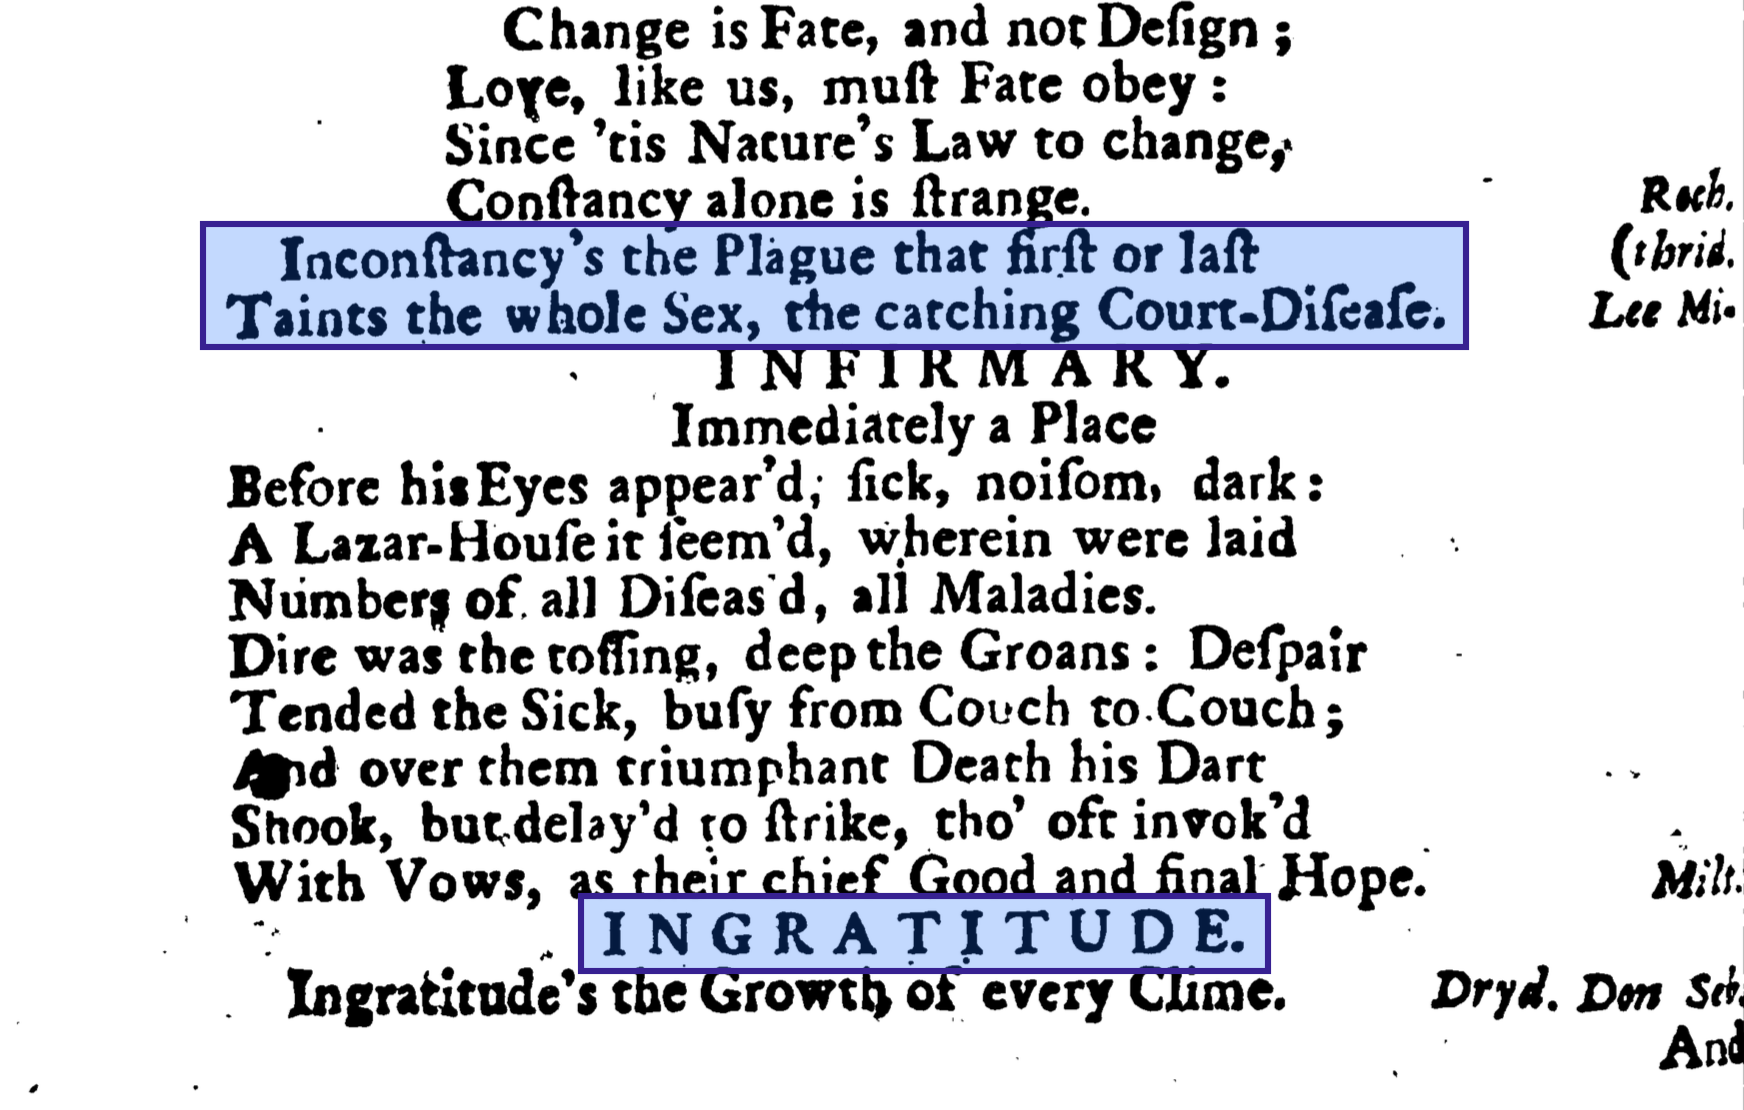 Change is Fate, and not Deſign ;
Love, like us, muſt Fate obey :
Since 'tis Nature's Law to change,
Conſtancy alone is ſtrange. Roch.
Inconſtancy's the Plague that firſt or laſt (thrid.
Taints the whole Sex, the catching Court-Diſeaſe. Lee Mi-
INFIRMARY.
Immediately a Place
Before his Eyes appear'd, ſick, noiſom, dark :
A Lazar-Houſe it ſeem'd, wherein were laid
Numbers of all Diſeas'd, all Maladies.
Dire was the toſſing, deep the Groans : Deſpair
Tended the Sick, buſy from Couch to Couch ;
And over them triumphant Death his Dart
Shook, but delay'd to ſtrike, tho' oft invok'd
With Vows, as their chief Good and final Hope. Milt.
INGRATITUDE.
Ingratitude's the Growth of every Clime. Dryd. Don Seb.
And